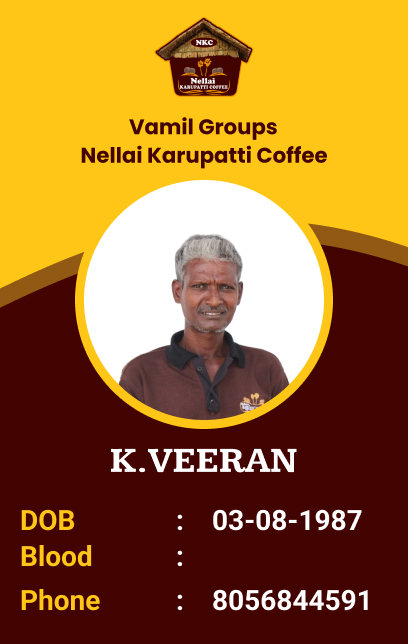 NKC
Nellai
KARUPATTI COFFEE
Vamil Groups
Nellai Karupatti Coffee
K.VEERAN
DOB : 03-08-1987
Blood :
Phone : 8056844591